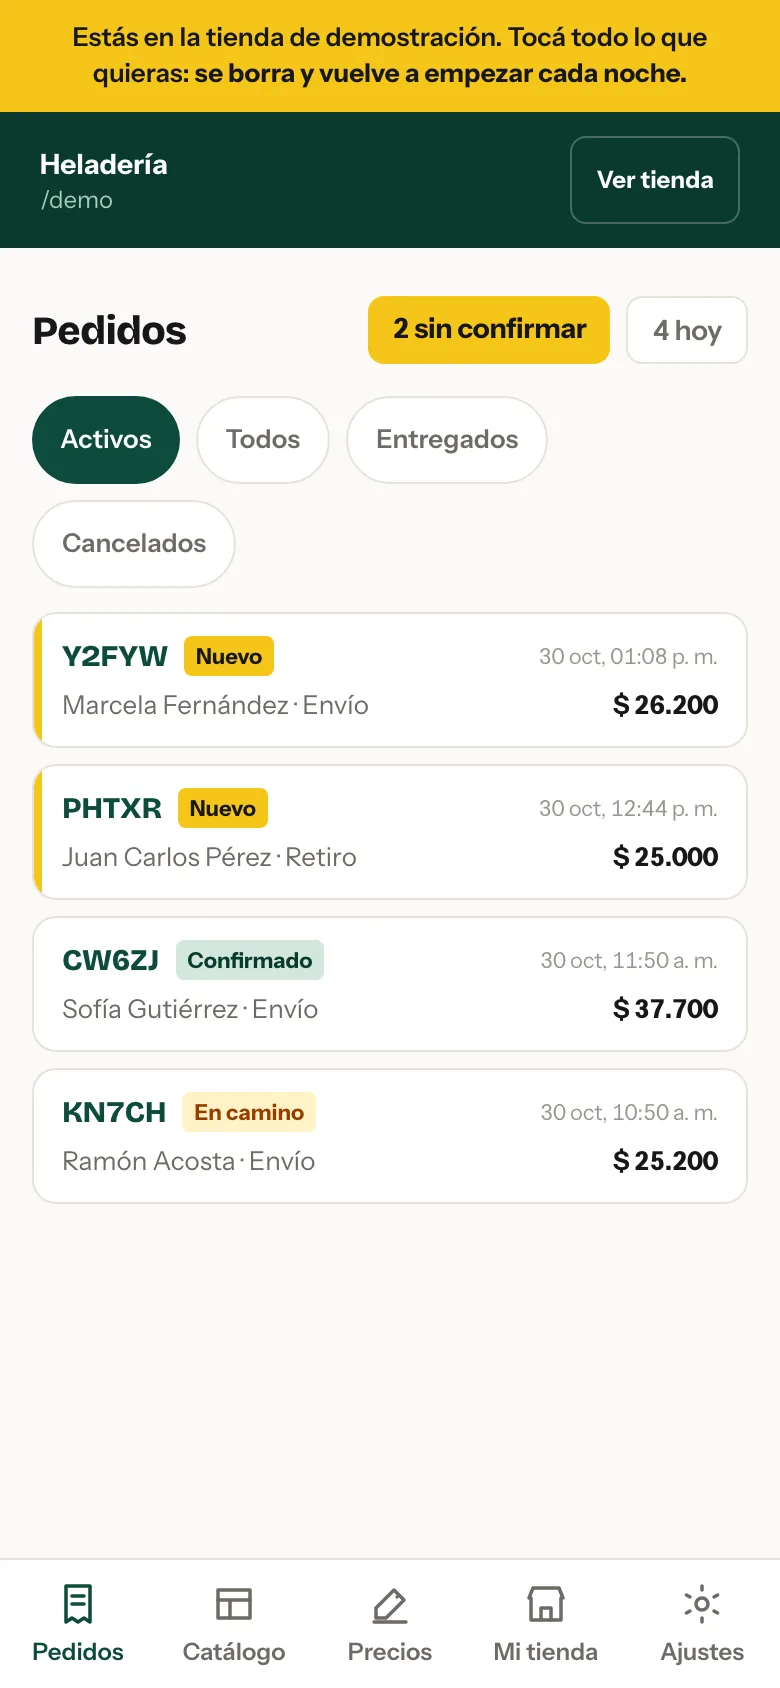 Estás en la tienda de demostración. Tocá todo lo que
quieras: se borra y vuelve a empezar cada noche.
Heladería
/demo
Ver tienda
Pedidos
2 sin confirmar
4 hoy
Activos
Todos
Entregados
Cancelados
Y2FYW
Nuevo
30 oct, 01:08 p. m.
Marcela Fernández · Envío
$ 26.200
PHTXR
Nuevo
30 oct, 12:44 p. m.
Juan Carlos Pérez · Retiro
$ 25.000
CW6ZJ
Confirmado
30 oct, 11:50 a. m.
Sofía Gutiérrez · Envío
$ 37.700
KN7CH
En camino
30 oct, 10:50 a. m.
Ramón Acosta · Envío
$ 25.200
Pedidos
Catálogo
Precios
Mi tienda
Ajustes